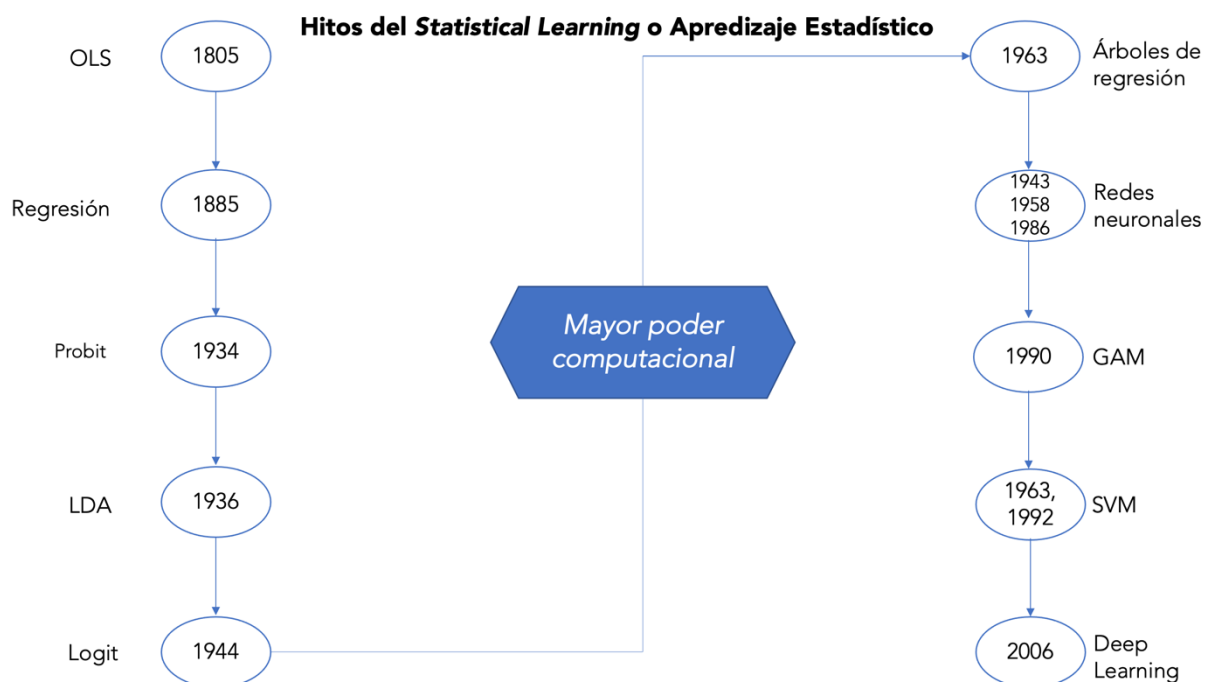 Hitos del Statistical Learning o Apredizaje Estadístico
OLS
1805
Regresión
1885
Probit
1934
LDA
1936
Logit
1944
Mayor poder
computacional
1963
Árboles de
regresión
1943
1958
1986
Redes
neuronales
1990
GAM
1963,
1992
SVM
2006
Deep
Learning